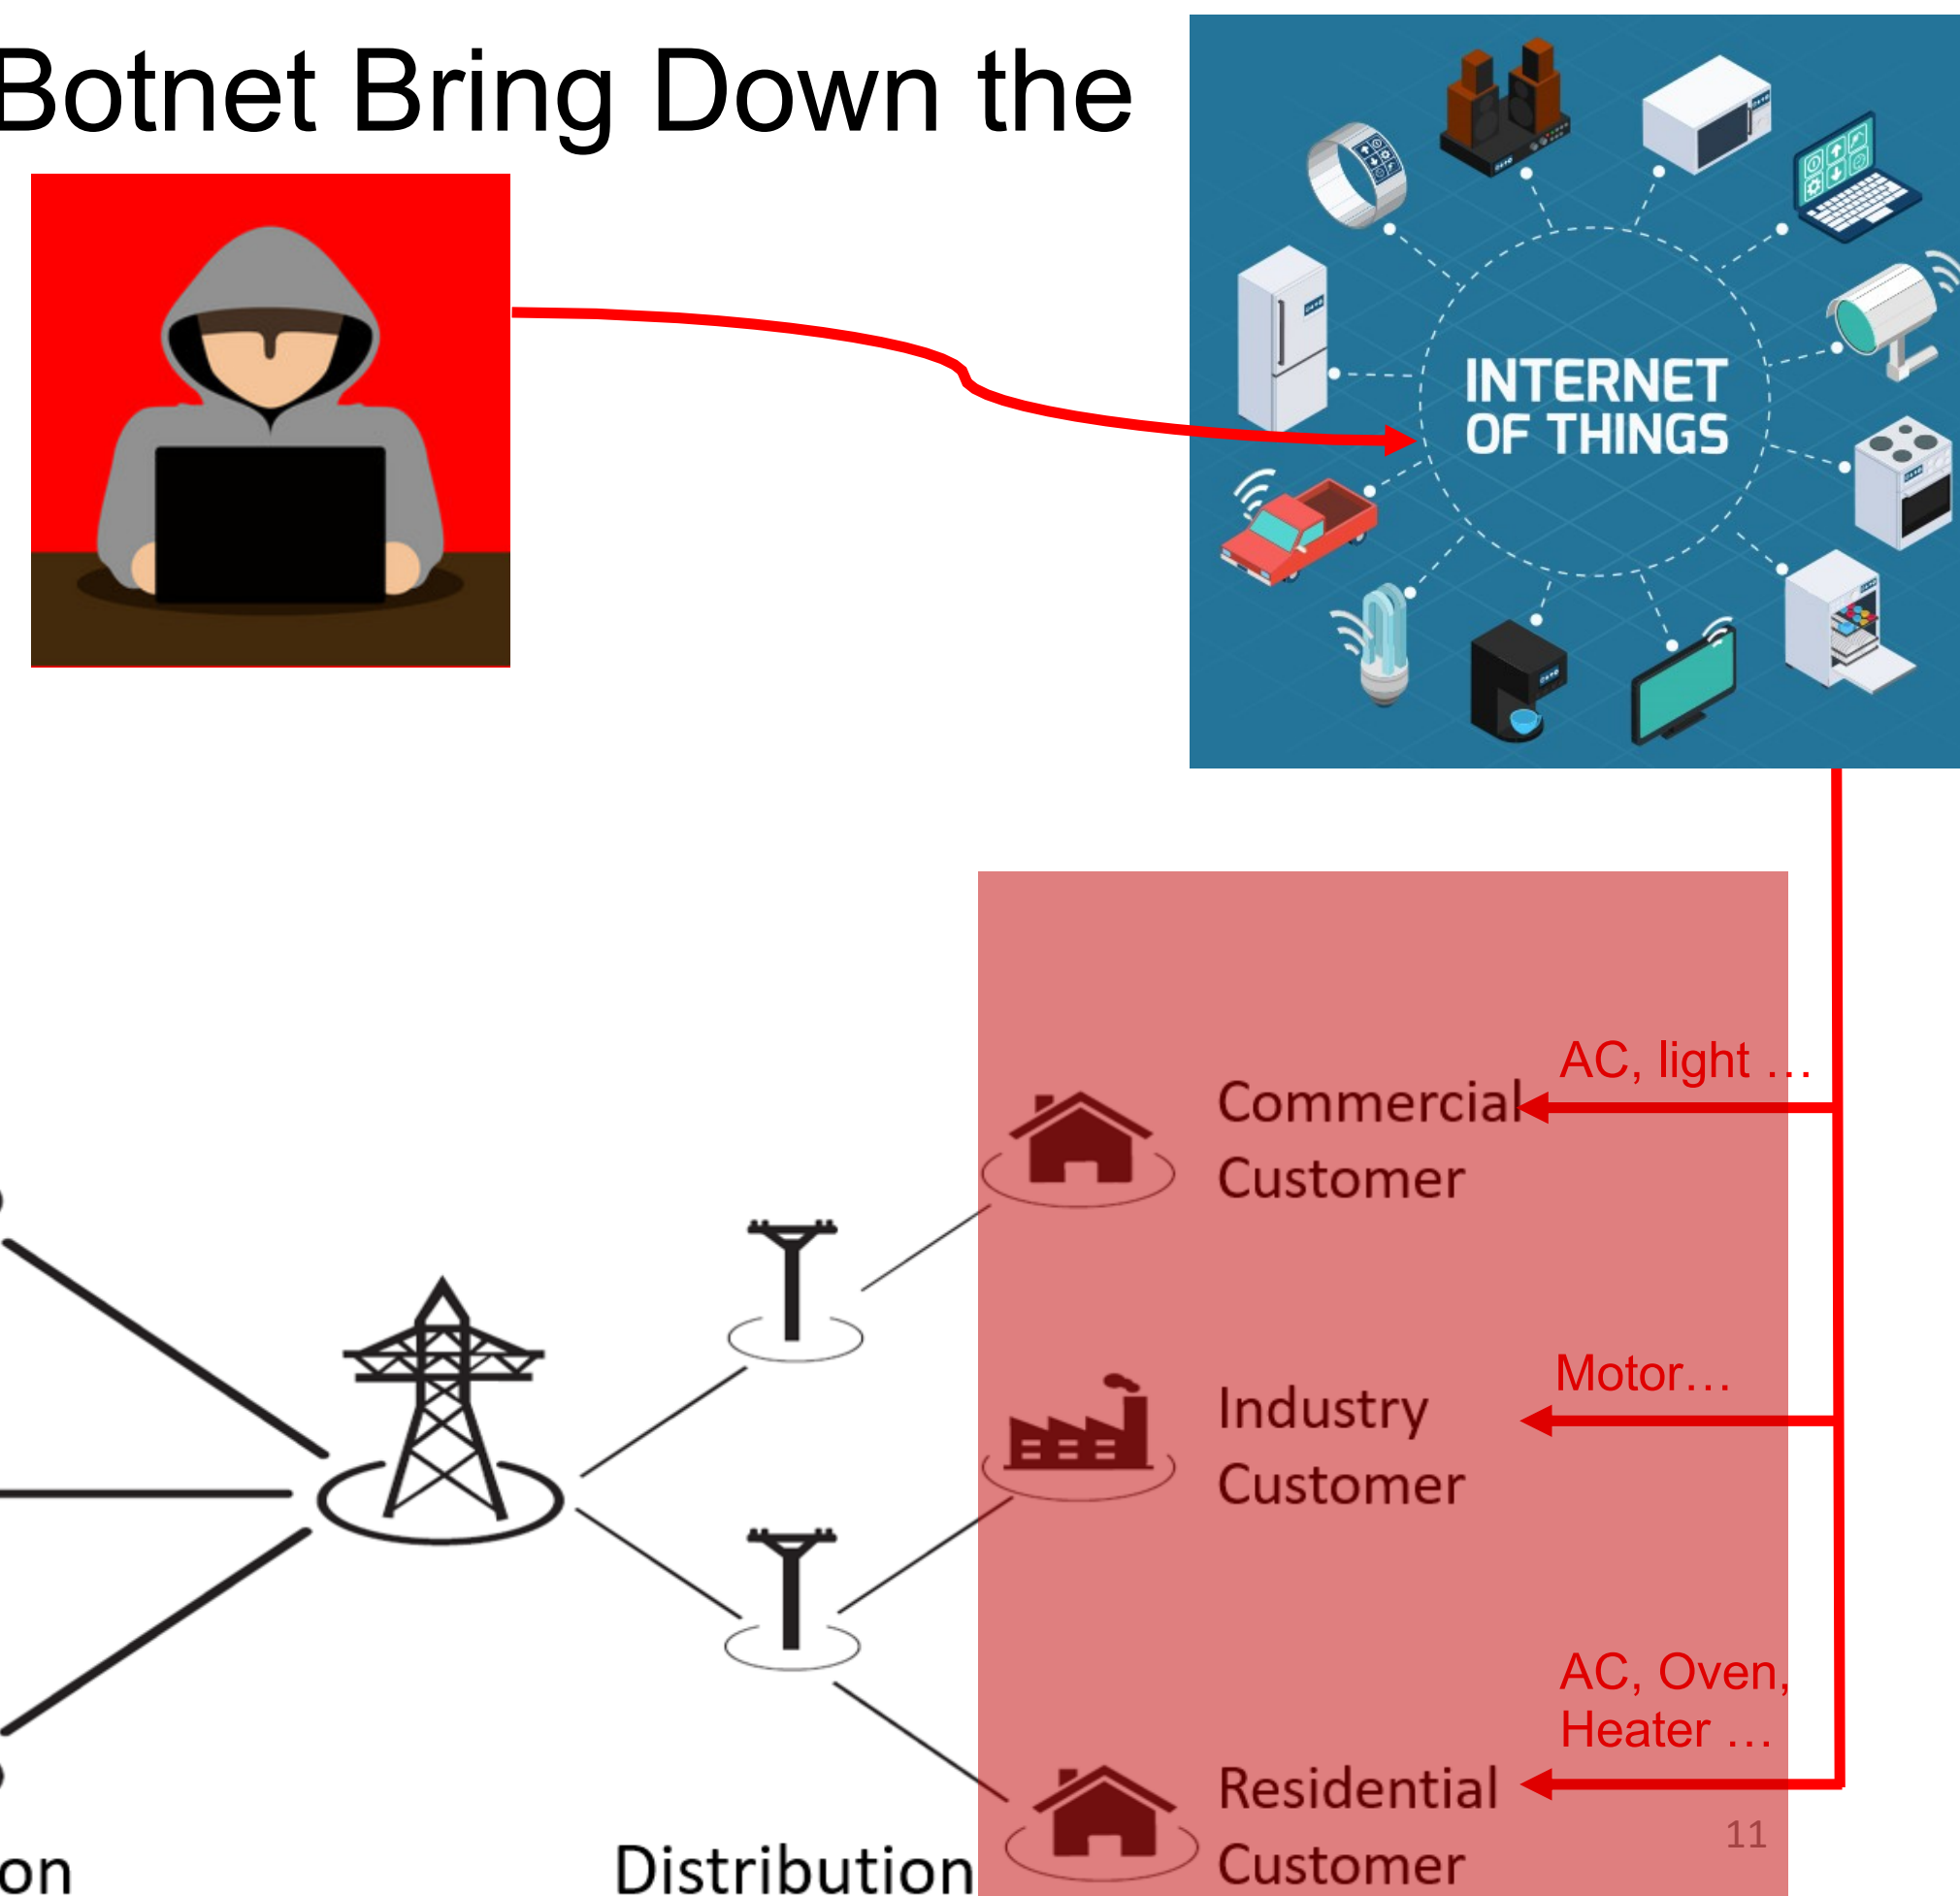 Botnet Bring Down the
INTERNET
OF THINGS
AC, light ...
Commercial
Customer
Motor...
Industry
Customer
AC, Oven,
Heater ...
Residential
Customer
11
on
Distribution